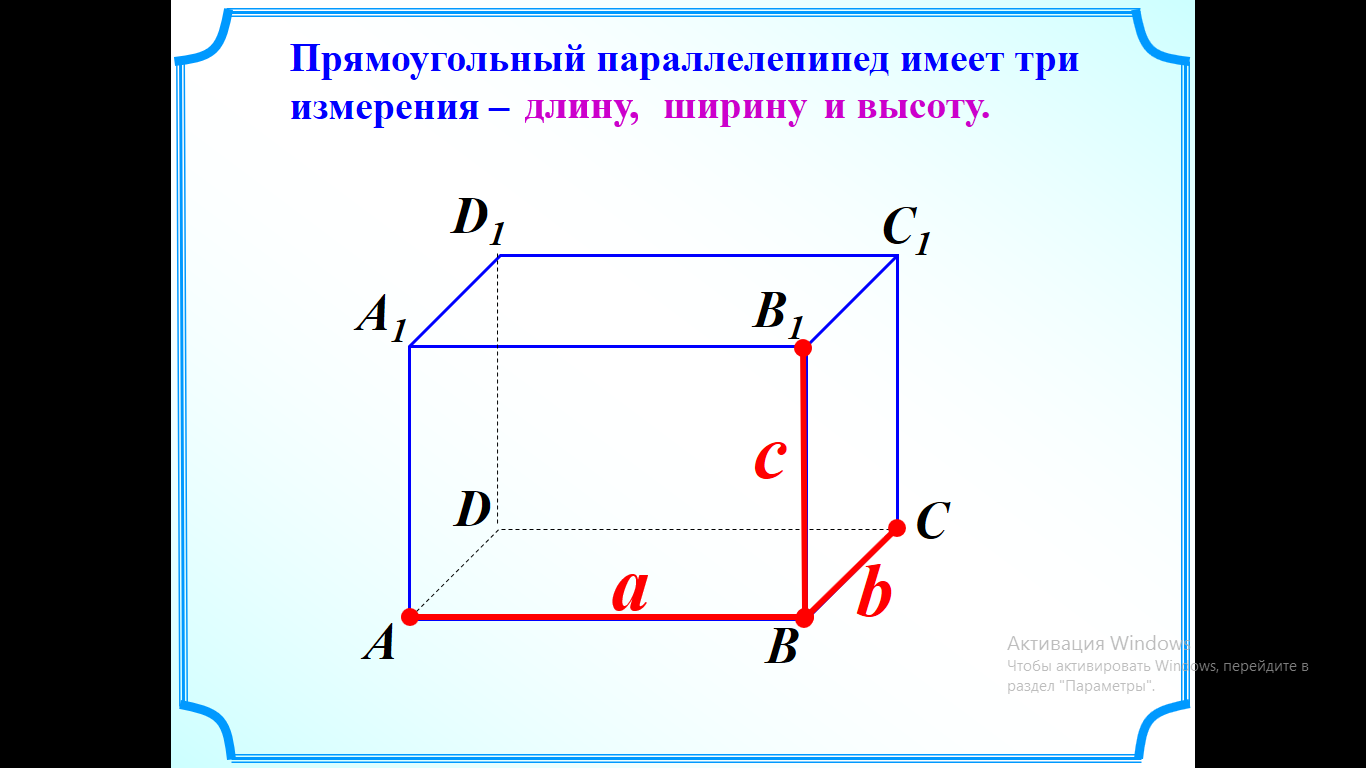 Прямоугольный параллелепипед имеет три
измерения – длину, ширину и высоту.
D1
C1
A1
B1
c
D
C
a
b
A
B
Активация Windows
Чтобы активировать Windows, перейдите в
раздел "Параметры".